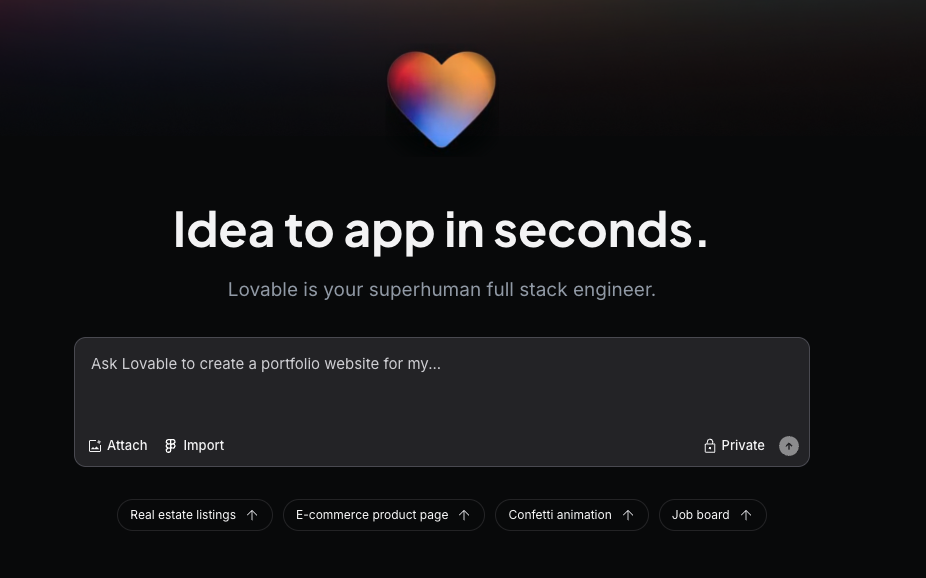 Idea to app in seconds.
Lovable is your superhuman full stack engineer.
Ask Lovable to create a portfolio website for my...
Attach Import Private
Real estate listings E-commerce product page Confetti animation Job board